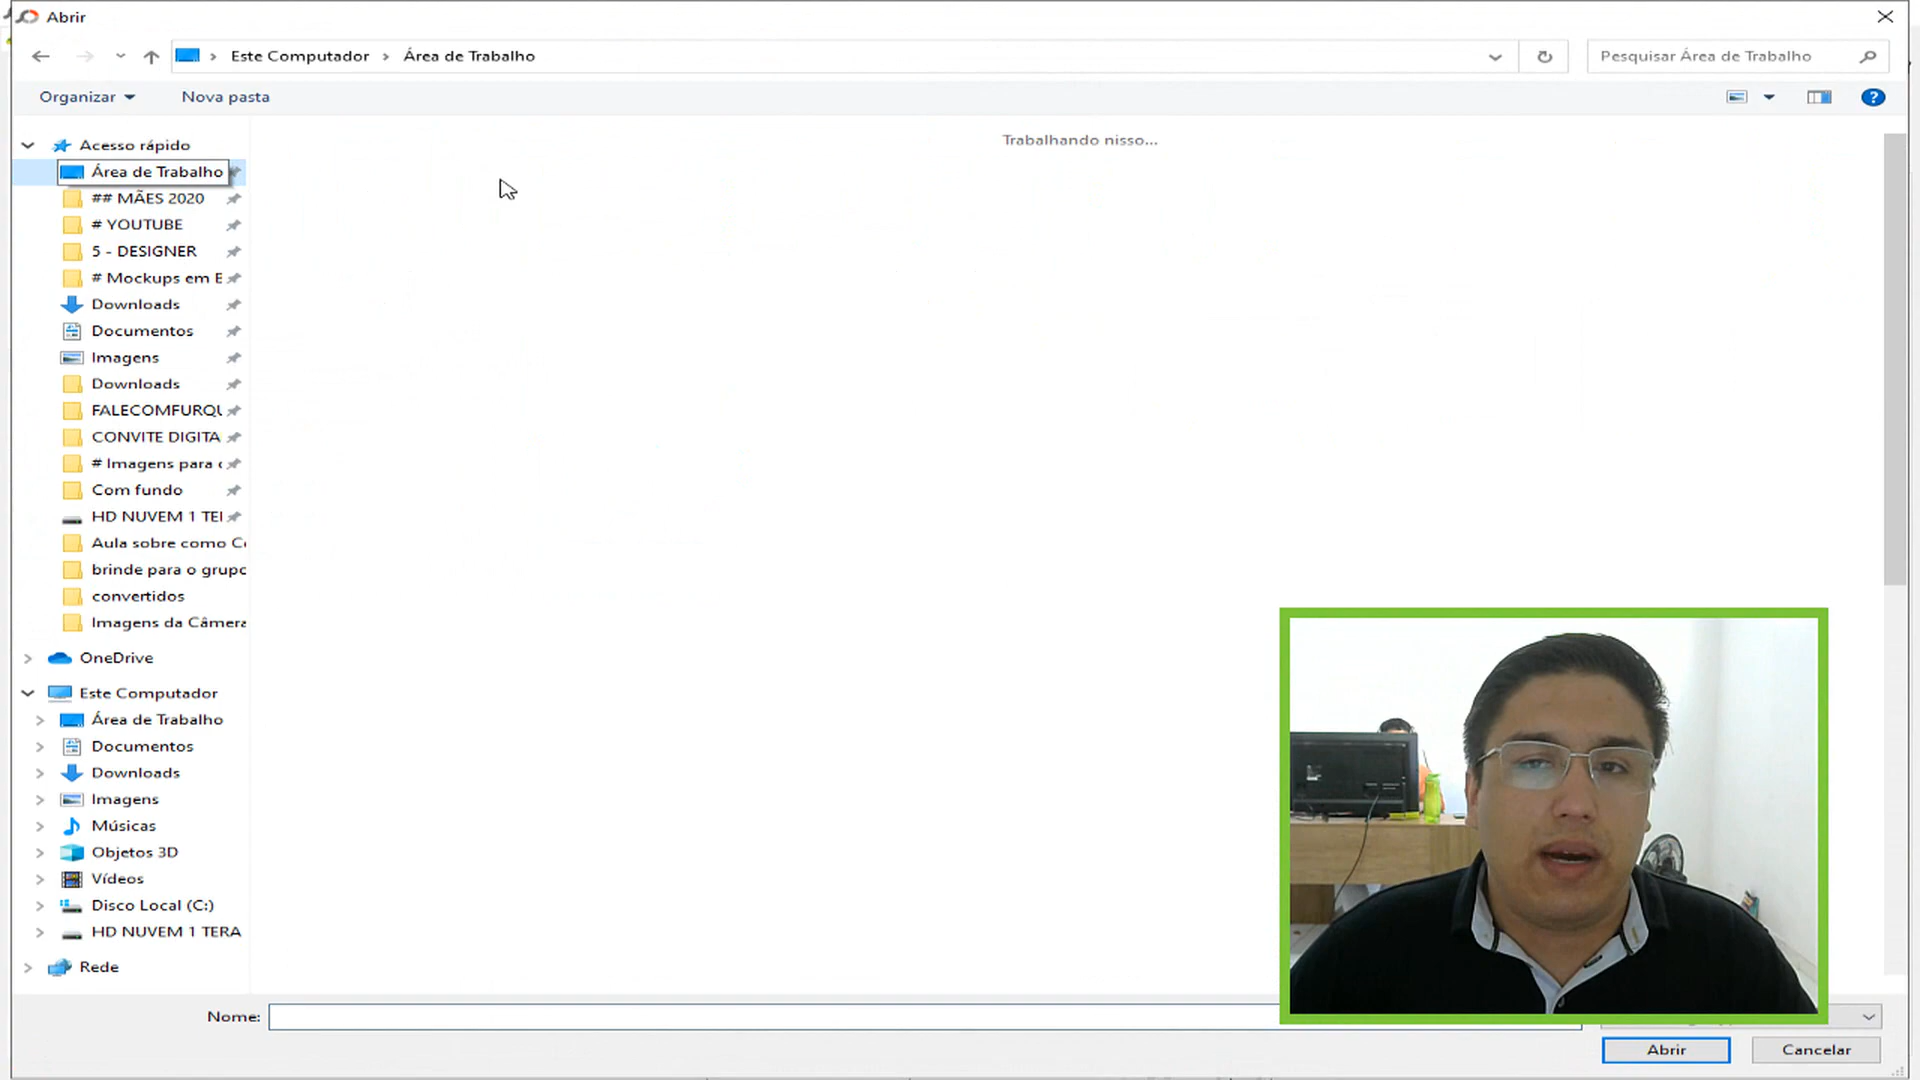 Abrir
Este Computador > Área de Trabalho
Pesquisar Área de Trabalho
Organizar
Nova pasta
?
Trabalhando nisso...
Acesso rápido
Área de Trabalho
## MÃES 2020
# YOUTUBE
5 - DESIGNER
# Mockups em E
Downloads
Documentos
Imagens
Downloads
FALECOMFURQU
CONVITE DIGITA
# Imagens para c
Com fundo
HD NUVEM 1 TEI
Aula sobre como Co
brinde para o grupo
convertidos
Imagens da Câmera
OneDrive
Este Computador
Área de Trabalho
Documentos
Downloads
Imagens
Músicas
Objetos 3D
Vídeos
Disco Local (C:)
HD NUVEM 1 TERA
Rede
Nome:
Abrir
Cancelar